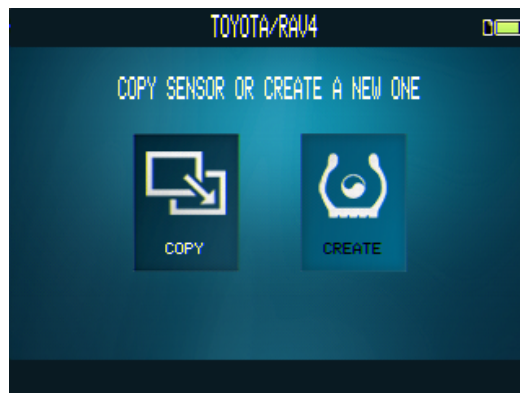 TOYOTA/RAV4
COPY SENSOR OR CREATE A NEW ONE
COPY
CREATE